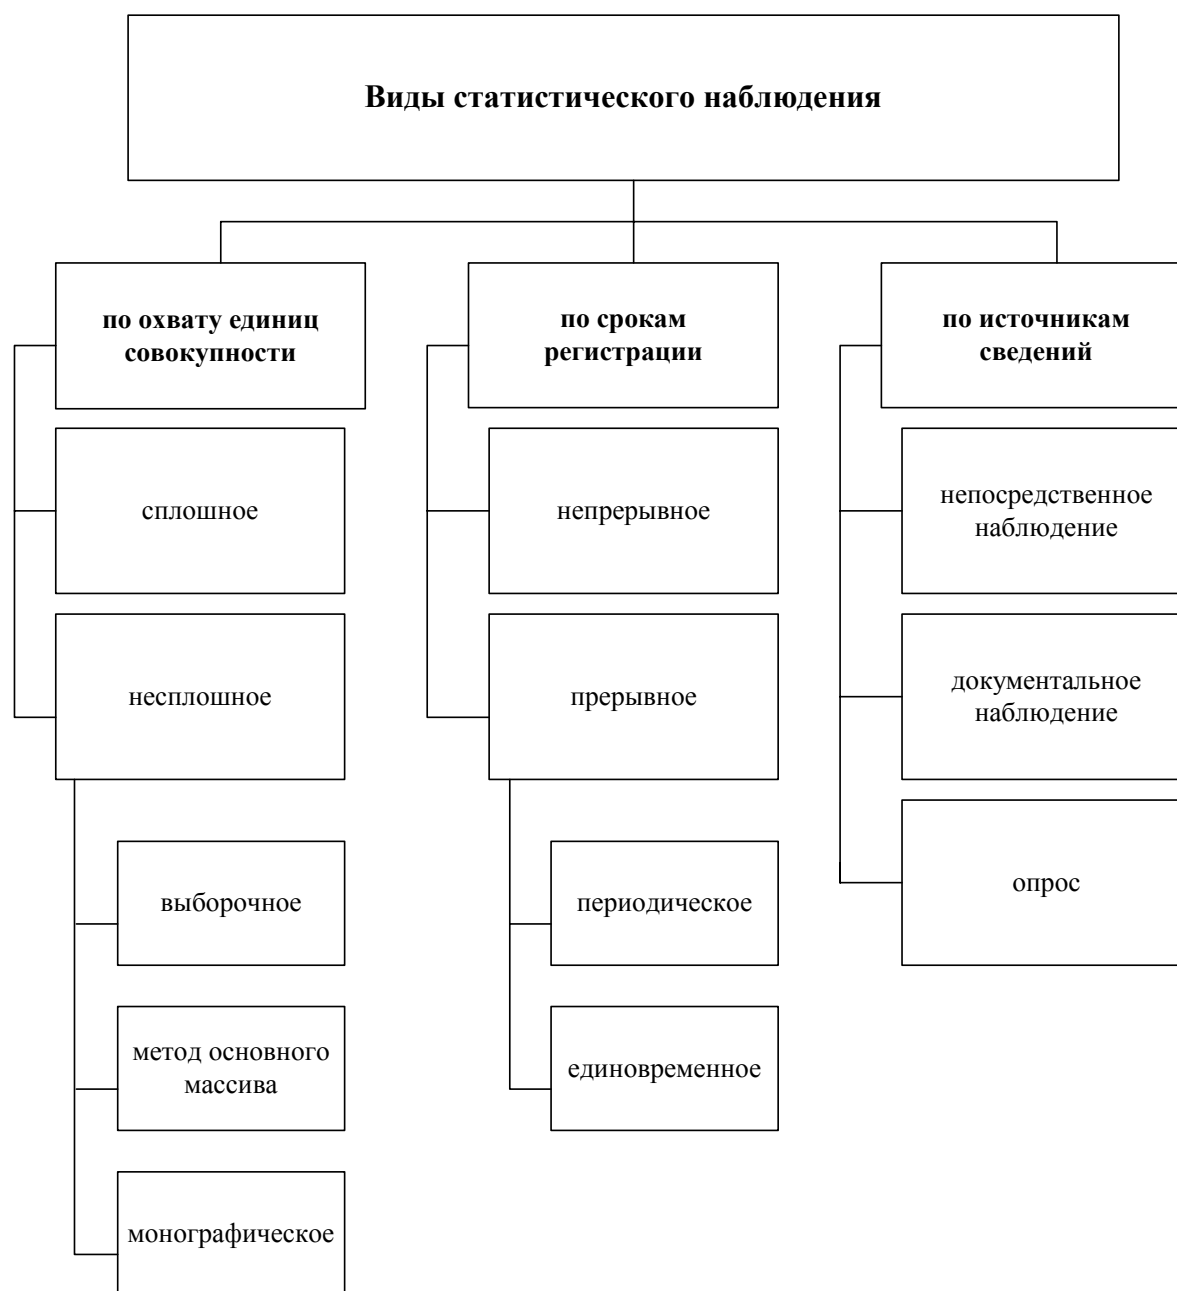 Виды статистического наблюдения
по охвату единиц
совокупности
сплошное
несплошное
выборочное
метод основного
массива
монографическое
по срокам
регистрации
непрерывное
прерывное
периодическое
единовременное
по источникам
сведений
непосредственное
наблюдение
документальное
наблюдение
опрос